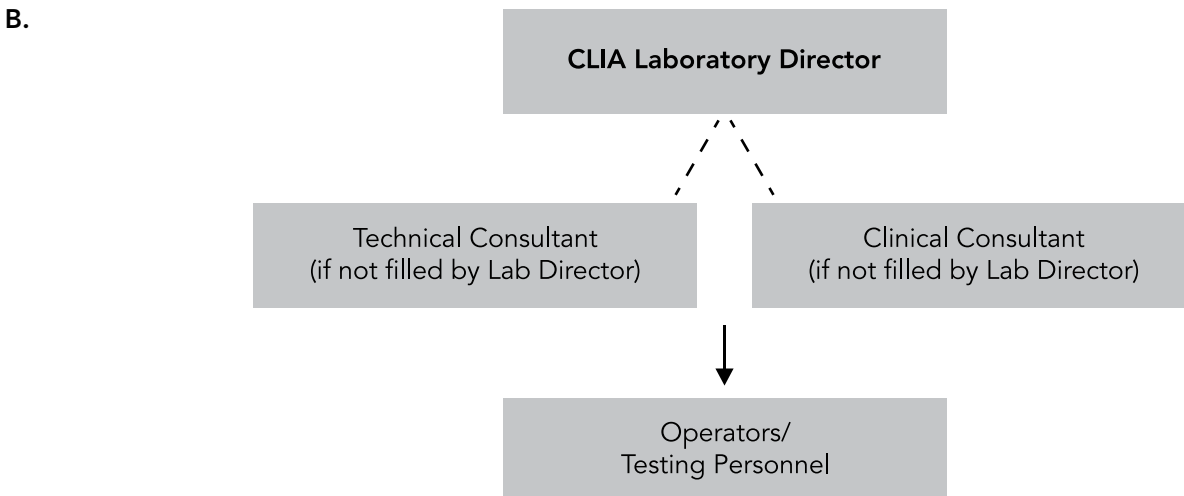 B.
CLIA Laboratory Director
Technical Consultant
(if not filled by Lab Director)
Clinical Consultant
(if not filled by Lab Director)
Operators/
Testing Personnel